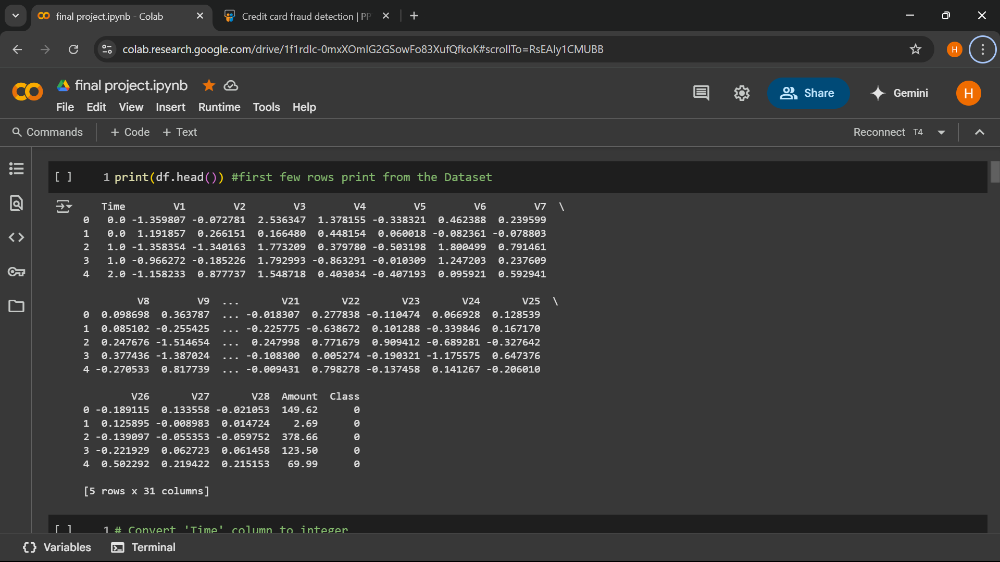 final project.ipynb - Colab
Credit card fraud detection | PP
colab.research.google.com/drive/1f1rdlc-0mxXOmIG2GSowFo83XufQfkoK#scrollTo=RsEAIy1CMUBB
H
final project.ipynb
Share
Gemini
H
File Edit View Insert Runtime Tools Help
Commands + Code + Text
Reconnect T4
[ ] 1 print(df.head()) #first few rows print from the Dataset
Time V1 V2 V3 V4 V5 V6 V7 \
0 0.0 -1.359807 -0.072781 2.536347 1.378155 -0.338321 0.462388 0.239599
1 0.0 1.191857 0.266151 0.166480 0.448154 0.060018 -0.082361 -0.078803
2 1.0 -1.358354 -1.340163 1.773209 0.379780 -0.503198 1.800499 0.791461
3 1.0 -0.966272 -0.185226 1.792993 -0.863291 -0.010309 1.247203 0.237609
4 2.0 -1.158233 0.877737 1.548718 0.403034 -0.407193 0.095921 0.592941
V8 V9 ... V21 V22 V23 V24 V25 \
0 0.098698 0.363787 ... -0.018307 0.277838 -0.110474 0.066928 0.128539
1 0.085102 -0.255425 ... -0.225775 -0.638672 0.101288 -0.339846 0.167170
2 0.247676 -1.514654 ... 0.247998 0.771679 0.909412 -0.689281 -0.327642
3 0.377436 -1.387024 ... -0.108300 0.005274 -0.190321 -1.175575 0.647376
4 -0.270533 0.817739 ... -0.009431 0.798278 -0.137458 0.141267 -0.206010
V26 V27 V28 Amount Class
0 -0.189115 0.133558 -0.021053 149.62 0
1 0.125895 -0.008983 0.014724 2.69 0
2 -0.139097 -0.055353 -0.059752 378.66 0
3 -0.221929 0.062723 0.061458 123.50 0
4 0.502292 0.219422 0.215153 69.99 0
[5 rows x 31 columns]
[ ] 1 # Convert 'Time' column to integer
Variables Terminal